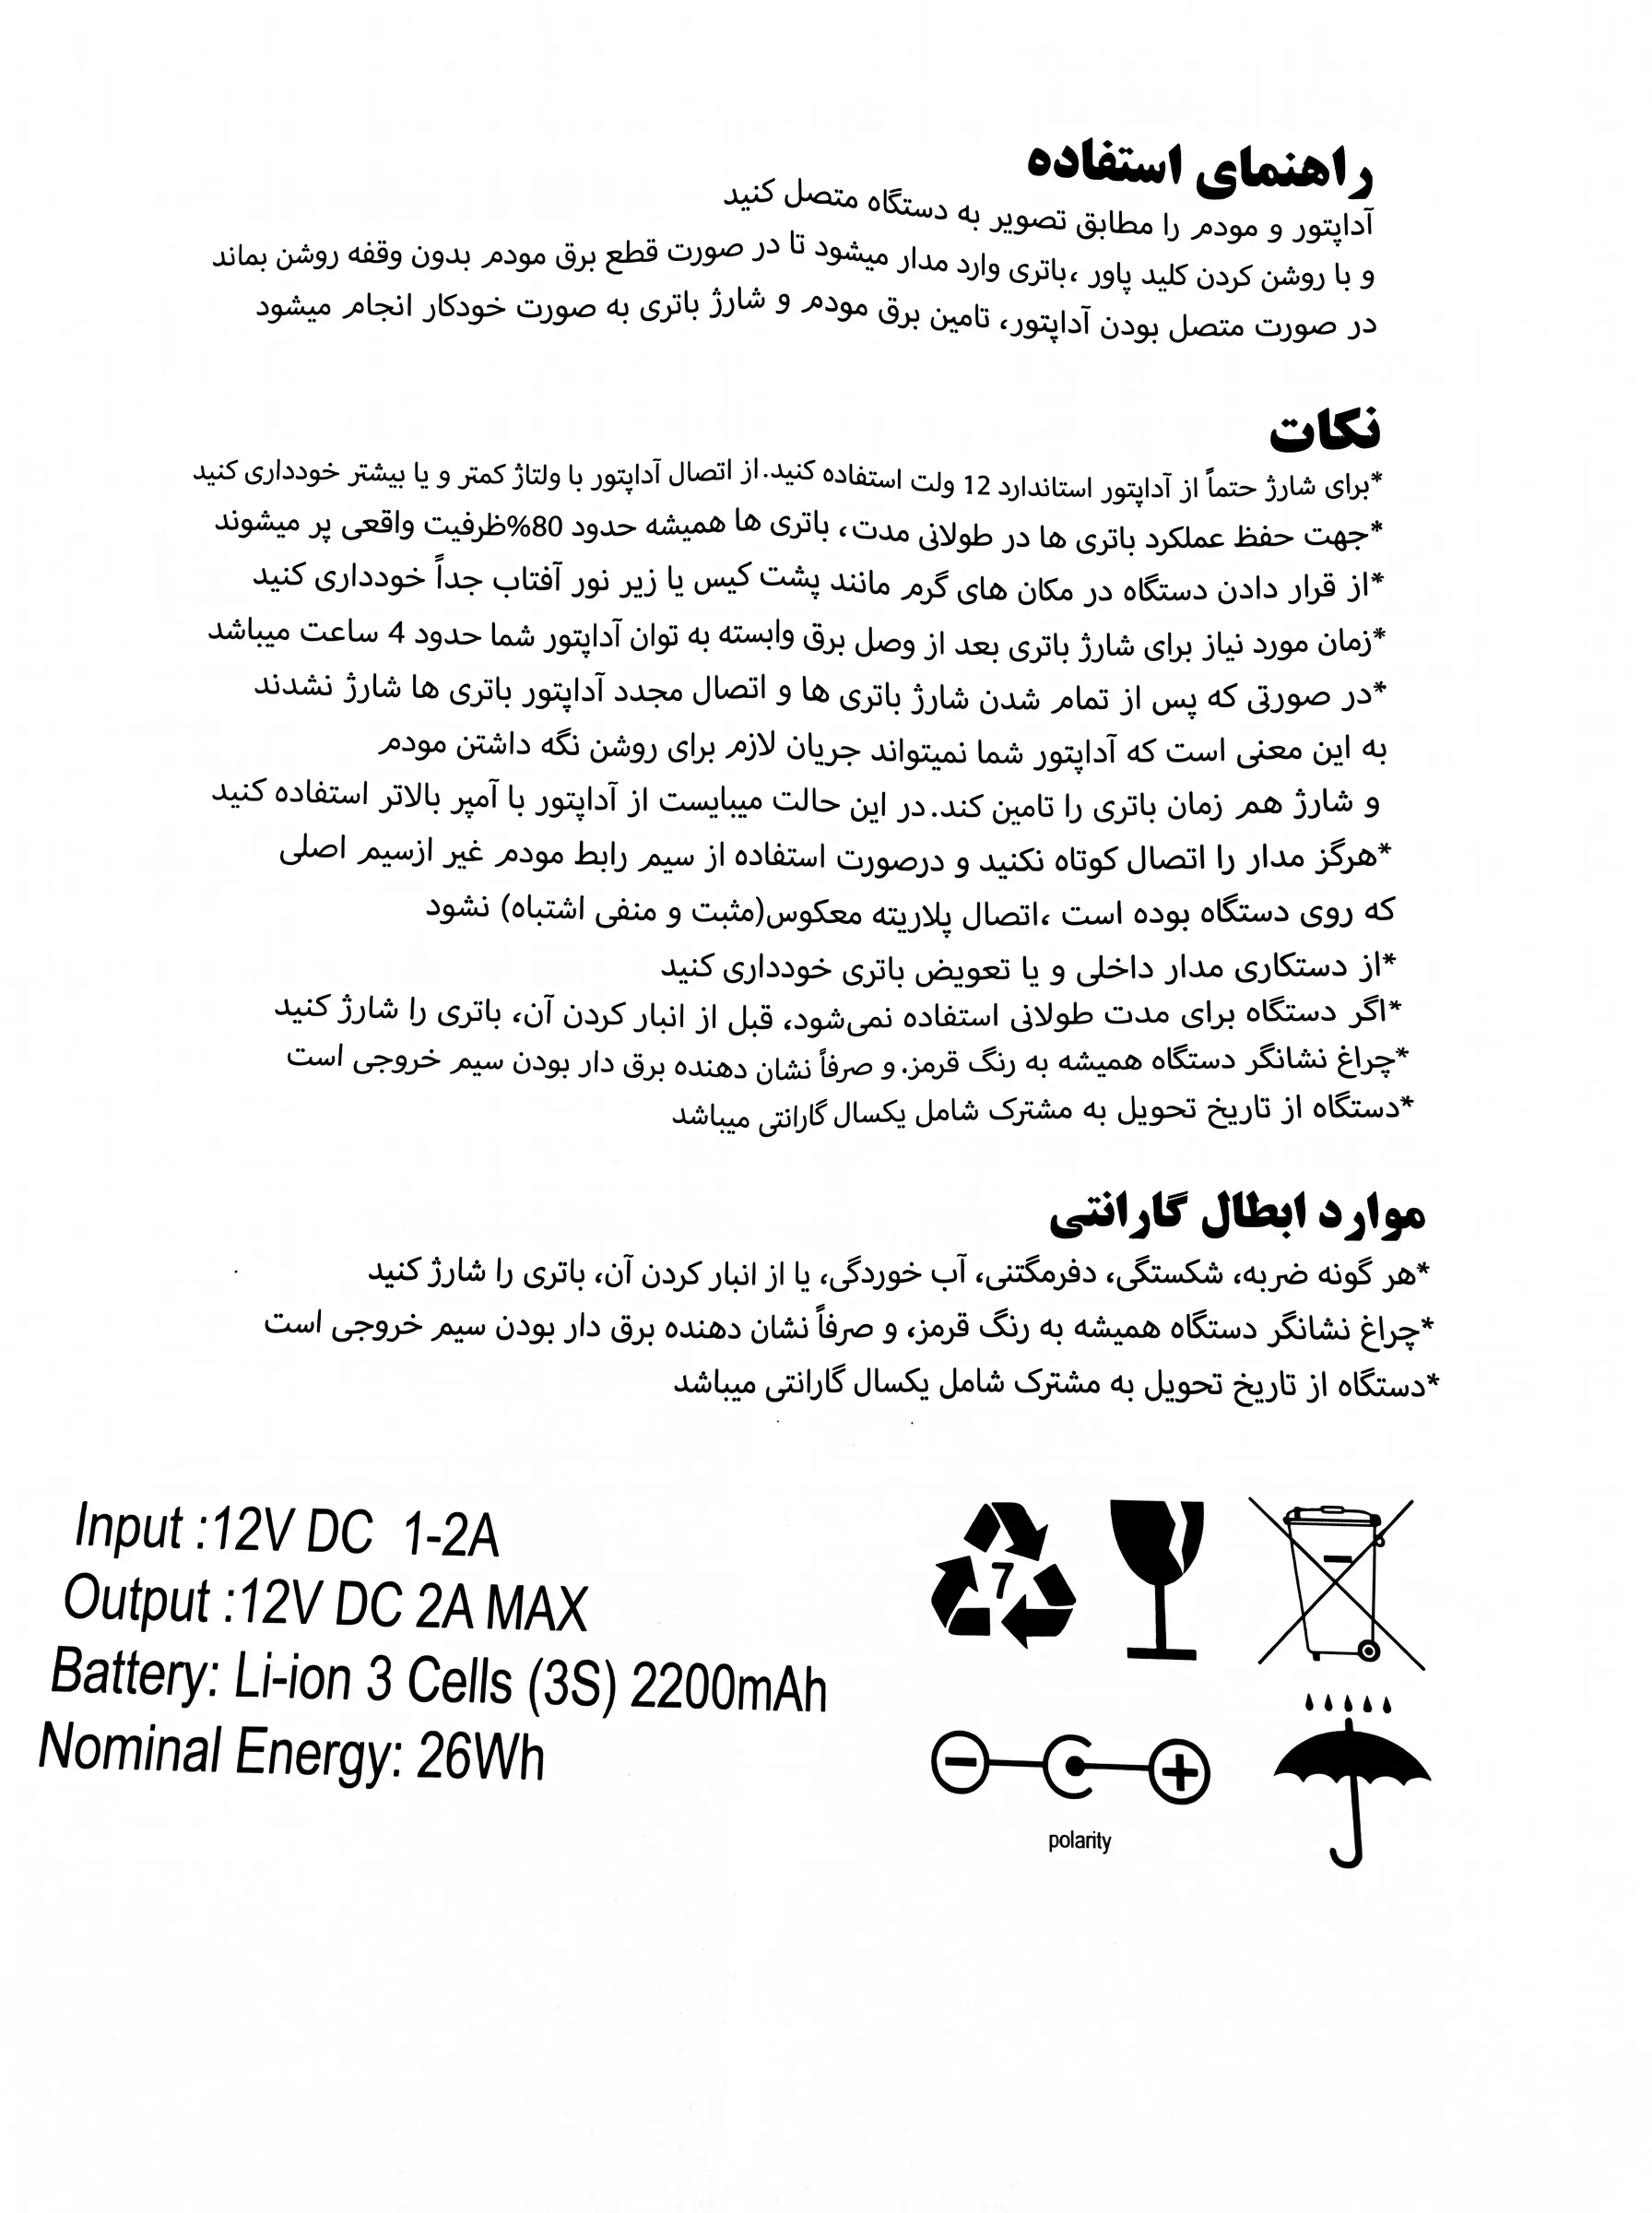 راهنمای استفاده
آداپتور و مودم را مطابق تصویر به دستگاه متصل کنید
و با روشن کردن کلید پاور ،باتری وارد مدار میشود تا در صورت قطع برق مودم بدون وقفه روشن بماند
در صورت متصل بودن آداپتور، تامین برق مودم و شارژ باتری به صورت خودکار انجام میشود
نکات
*برای شارژ حتماً از آداپتور استاندارد 12 ولت استفاده کنید.از اتصال آداپتور با ولتاژ کمتر و یا بیشتر خودداری کنید
*جهت حفظ عملکرد باتری ها در طولانی مدت، باتری ها همیشه حدود 80%ظرفیت واقعی پر میشوند
*از قرار دادن دستگاه در مکان های گرم مانند پشت کیس یا زیر نور آفتاب جداً خودداری کنید
*زمان مورد نیاز برای شارژ باتری بعد از وصل برق وابسته به توان آداپتور شما حدود 4 ساعت میباشد
*در صورتی که پس از تمام شدن شارژ باتری ها و اتصال مجدد آداپتور باتری ها شارژ نشدند
به این معنی است که آداپتور شما نمیتواند جریان لازم برای روشن نگه داشتن مودم
و شارژ هم زمان باتری را تامین کند.در این حالت میبایست از آداپتور با آمپر بالاتر استفاده کنید
*هرگز مدار را اتصال کوتاه نکنید و درصورت استفاده از سیم رابط مودم غیر ازسیم اصلی
که روی دستگاه بوده است ،اتصال پلاریته معکوس(مثبت و منفی اشتباه) نشود
*از دستکاری مدار داخلی و یا تعویض باتری خودداری کنید
*اگر دستگاه برای مدت طولانی استفاده نمی‌شود، قبل از انبار کردن آن، باتری را شارژ کنید
*چراغ نشانگر دستگاه همیشه به رنگ قرمز. و صرفاً نشان دهنده برق دار بودن سیم خروجی است
*دستگاه از تاریخ تحویل به مشترک شامل یکسال گارانتی میباشد
موارد ابطال گارانتی
*هر گونه ضربه، شکستگی، دفرمگتنی، آب خوردگی، یا از انبار کردن آن، باتری را شارژ کنید
*چراغ نشانگر دستگاه همیشه به رنگ قرمز، و صرفاً نشان دهنده برق دار بودن سیم خروجی است
*دستگاه از تاریخ تحویل به مشترک شامل یکسال گارانتی میباشد
Input :12V DC 1-2A
Output :12V DC 2A MAX
Battery: Li-ion 3 Cells (3S) 2200mAh
Nominal Energy: 26Wh
7
polarity